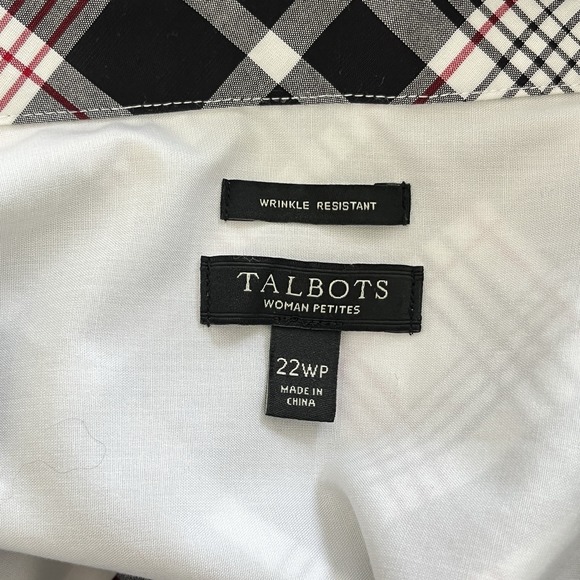 WRINKLE RESISTANT
TALBOTS
WOMAN PETITES
22WP
MADE IN
CHINA